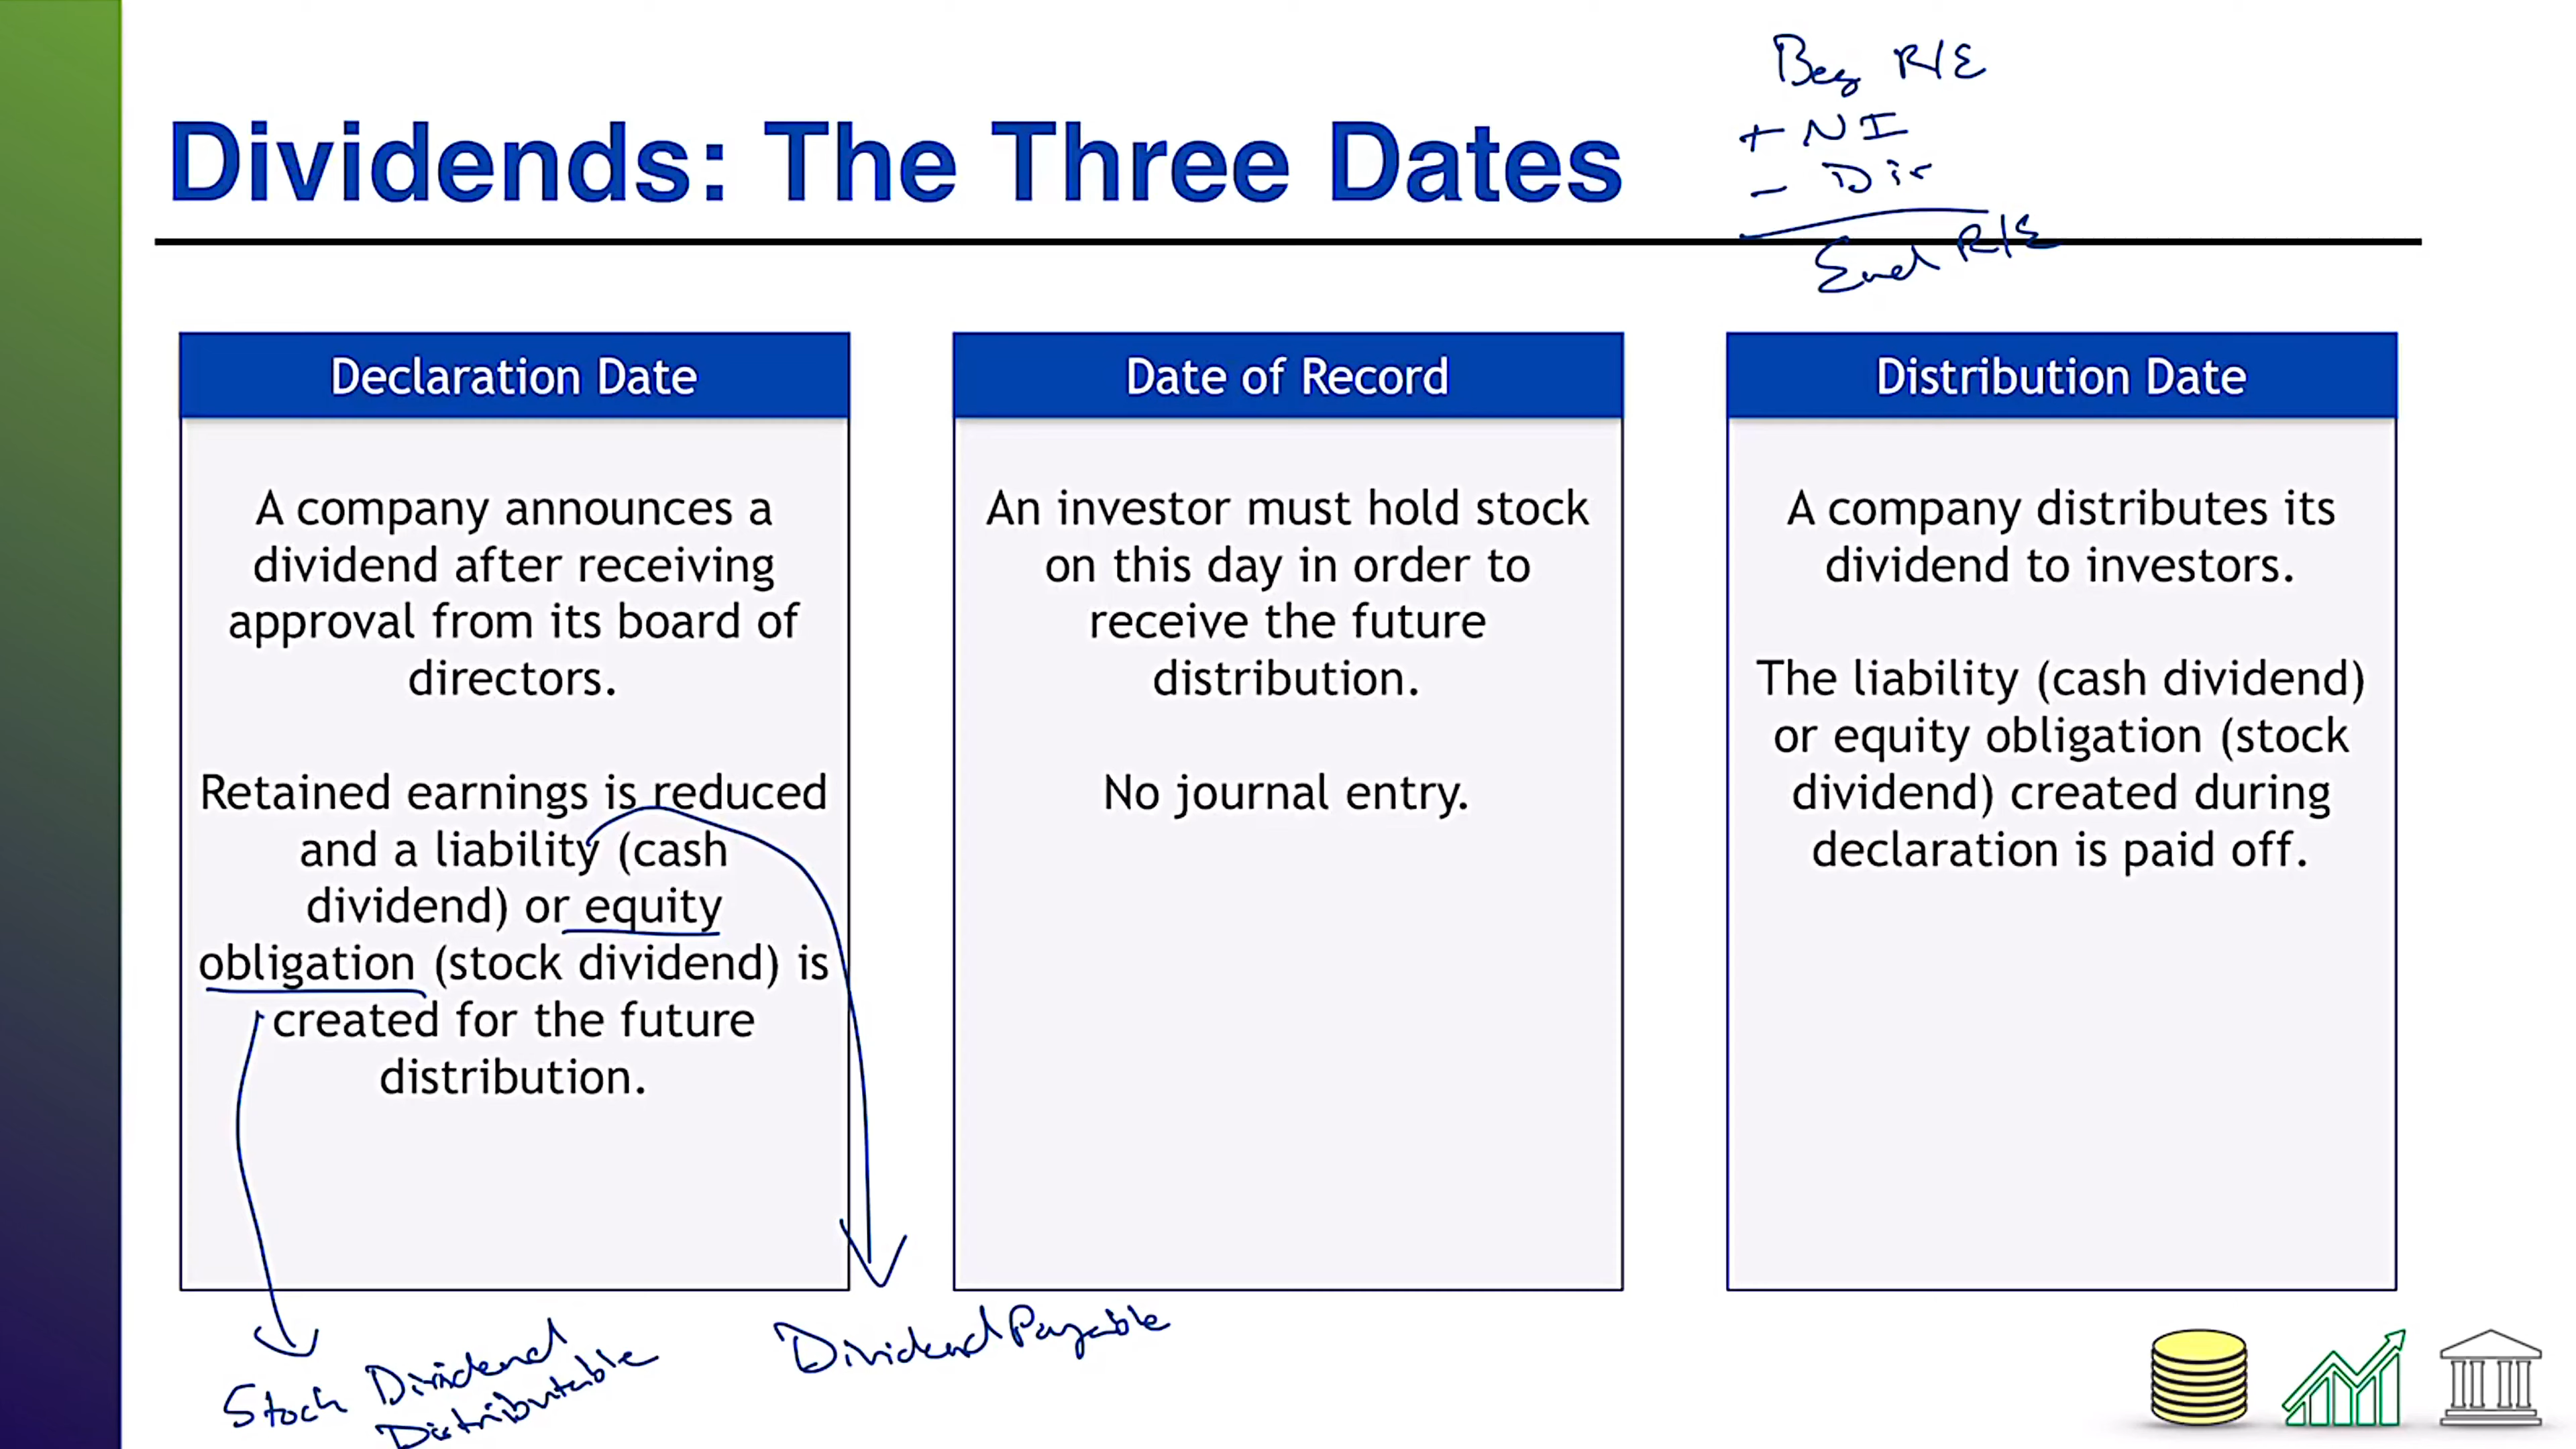 Beg R/E
+ NI
- Div
End R/E
Dividends: The Three Dates
Declaration Date
A company announces a
dividend after receiving
approval from its board of
directors.
Retained earnings is reduced
and a liability (cash
dividend) or equity
obligation (stock dividend) is
created for the future
distribution.
Date of Record
An investor must hold stock
on this day in order to
receive the future
distribution.
No journal entry.
Distribution Date
A company distributes its
dividend to investors.
The liability (cash dividend)
or equity obligation (stock
dividend) created during
declaration is paid off.
Stock Dividend
Distributable
Dividend Payable